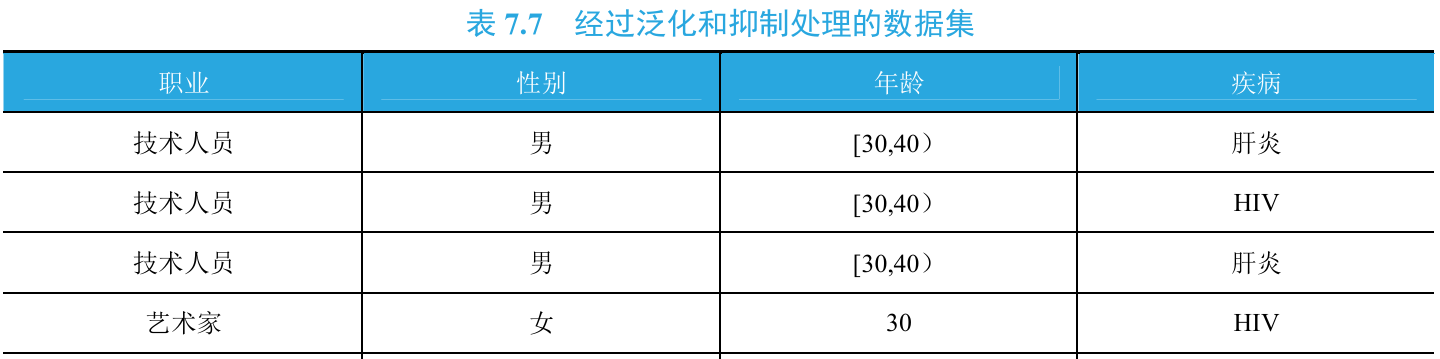 表 7.7 经过泛化和抑制处理的数据集
职业 性别 年龄 疾病
技术人员 男 [30,40） 肝炎
技术人员 男 [30,40） HIV
技术人员 男 [30,40） 肝炎
艺术家 女 30 HIV